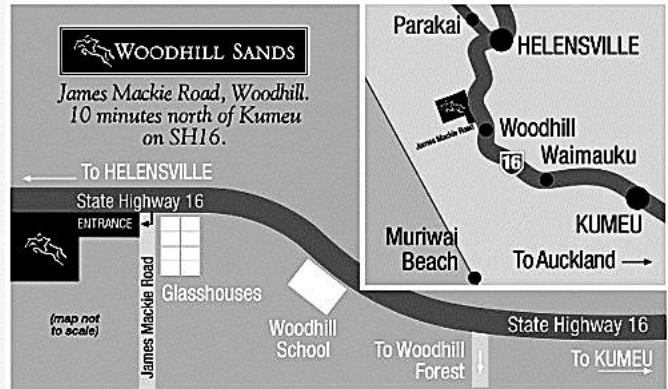 WOODHILL SANDS
James Mackie Road, Woodhill.
10 minutes north of Kumeu
on SH16.
To HELENSVILLE
State Highway 16
ENTRANCE
James Mackie Road
Glasshouses
(map not
to scale)
Woodhill
School
To Woodhill
Forest
State Highway 16
To KUMEU
Parakai
HELENSVILLE
James Mackie Road
Woodhill
16
Waimauku
KUMEU
Muriwai
Beach
To Auckland